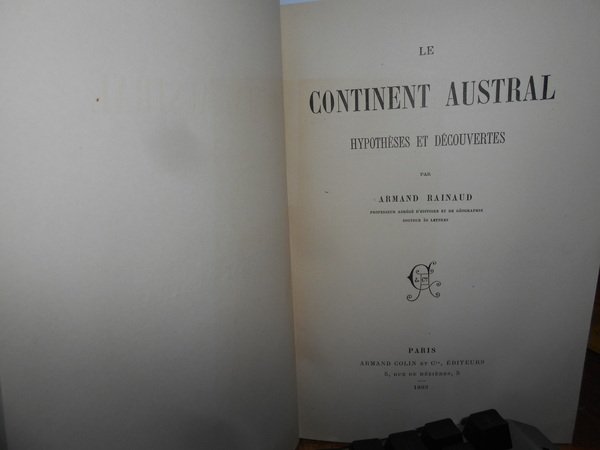 LE
CONTINENT AUSTRAL
HYPOTHÈSES ET DÉCOUVERTES
PAR
ARMAND RAINAUD
PROFESSEUR AGRÉGÉ D'HISTOIRE ET DE GÉOGRAPHIE
DOCTEUR ÈS LETTRES
PARIS
ARMAND COLIN ET Cie, ÉDITEURS
5, RUE DE MÉZIÈRES, 5
1893